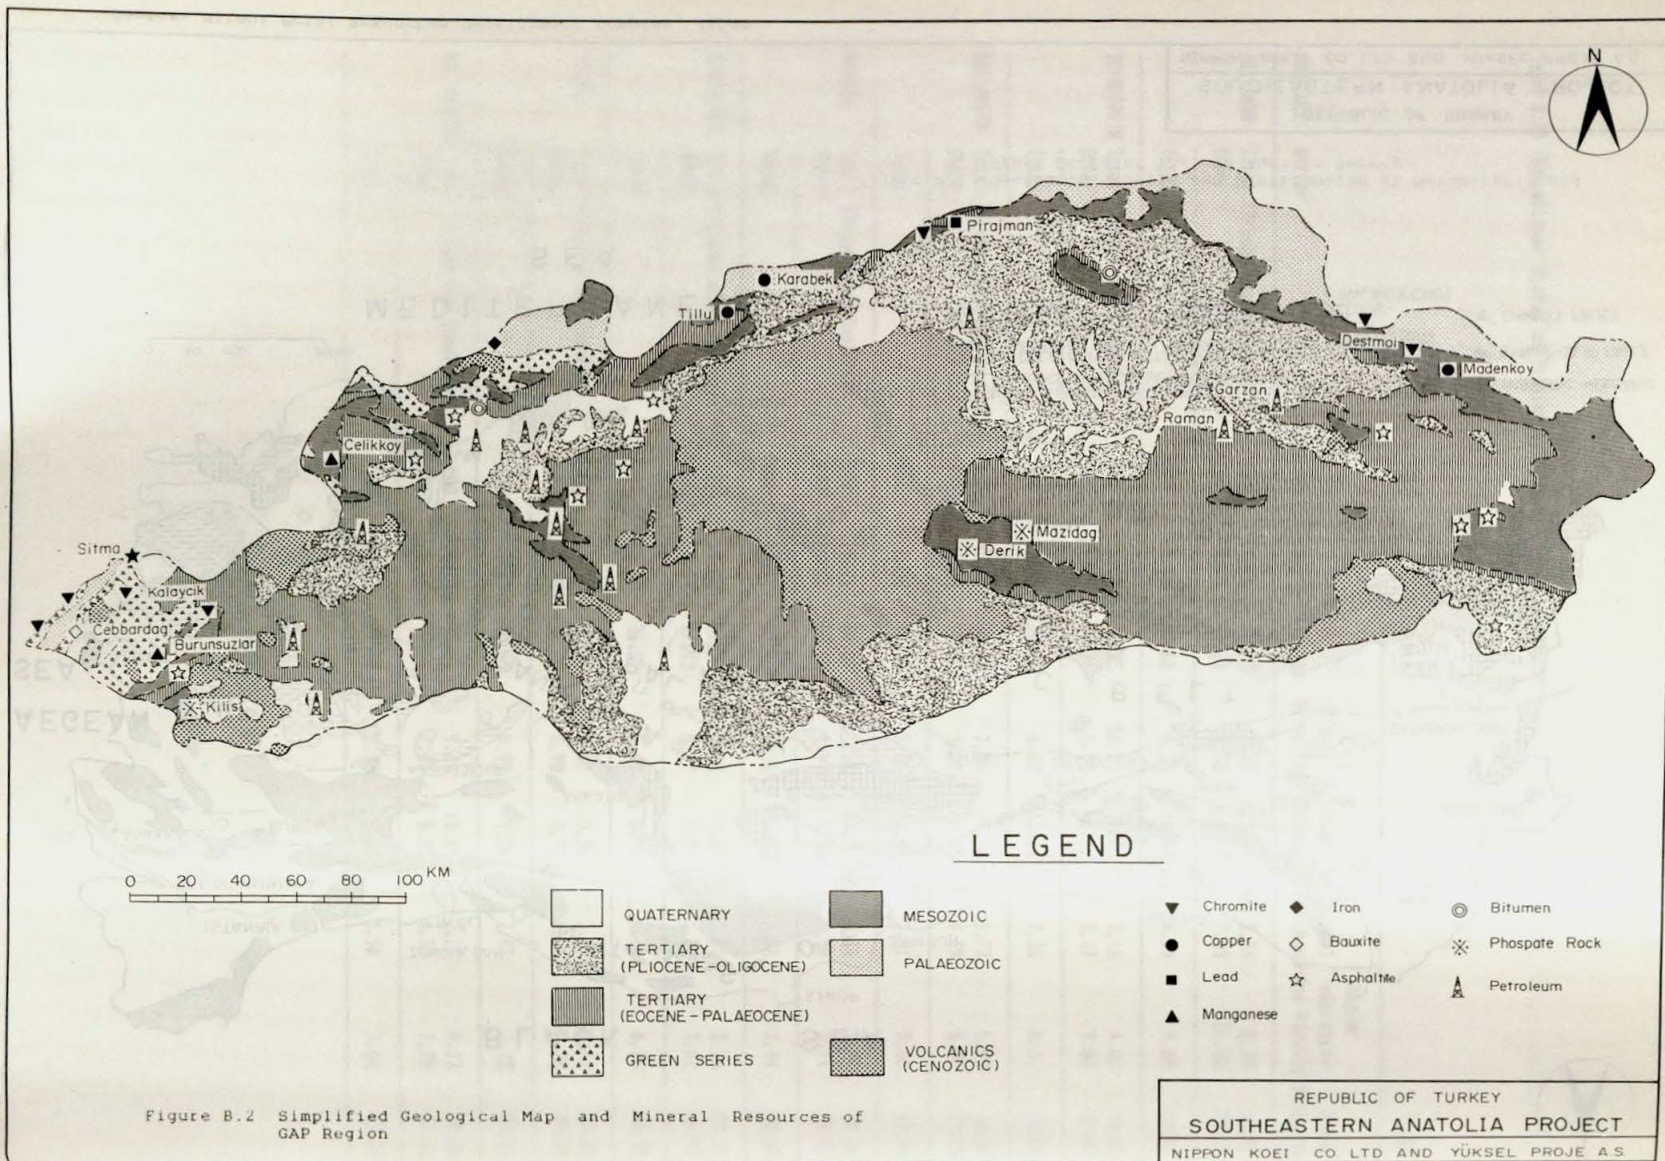 N
Pirajman
Karabek
Tillu
Destmoi
Madenkoy
Garzan
Raman
Celikkoy
Mazidag
Derik
Sitma
Kalaycik
Cebbardag
Burunsuzlar
Kilis
LEGEND
0 20 40 60 80 100 KM
QUATERNARY
TERTIARY
(PLIOCENE-OLIGOCENE)
TERTIARY
(EOCENE-PALAEOCENE)
GREEN SERIES
MESOZOIC
PALAEOZOIC
VOLCANICS
(CENOZOIC)
Chromite
Copper
Lead
Manganese
Iron
Bauxite
Asphaltite
Bitumen
Phospate Rock
Petroleum
Figure B.2 Simplified Geological Map and Mineral Resources of
GAP Region
REPUBLIC OF TURKEY
SOUTHEASTERN ANATOLIA PROJECT
NIPPON KOEI CO LTD AND YÜKSEL PROJE A.S.